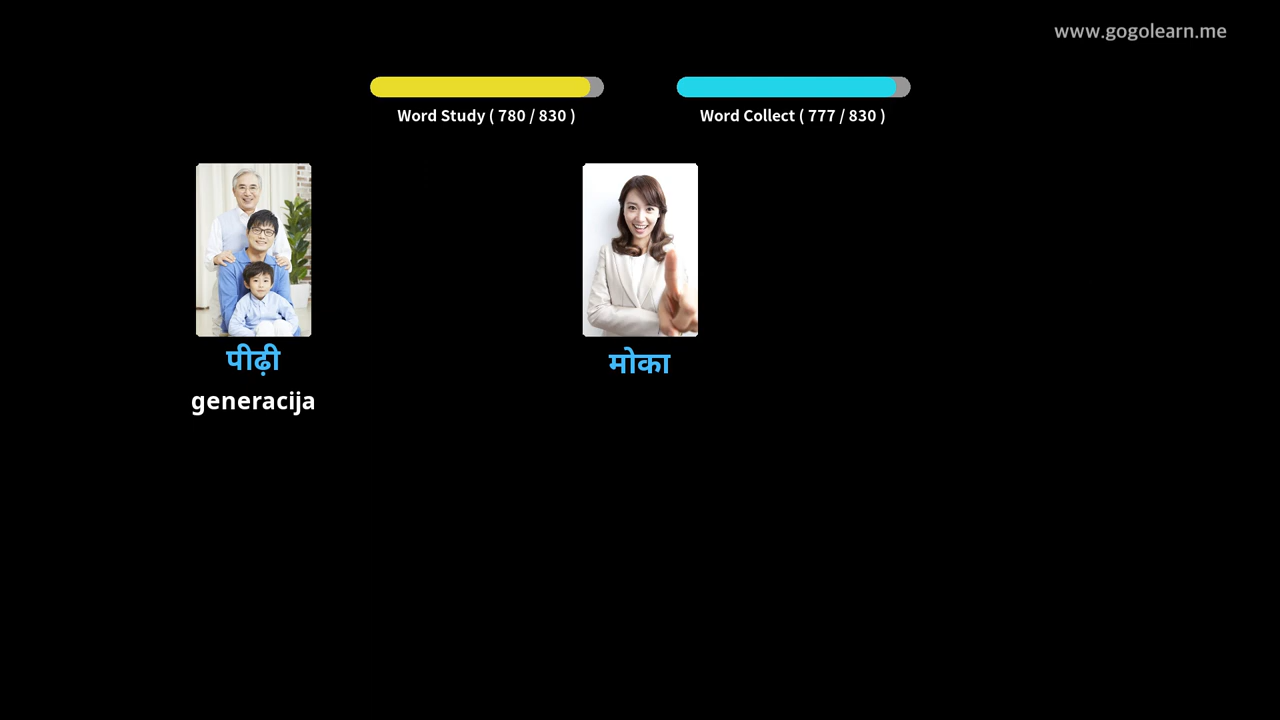 www.gogolearn.me
Word Study ( 780 / 830 )
Word Collect ( 777 / 830 )
पीढ़ी
मोका
generacija